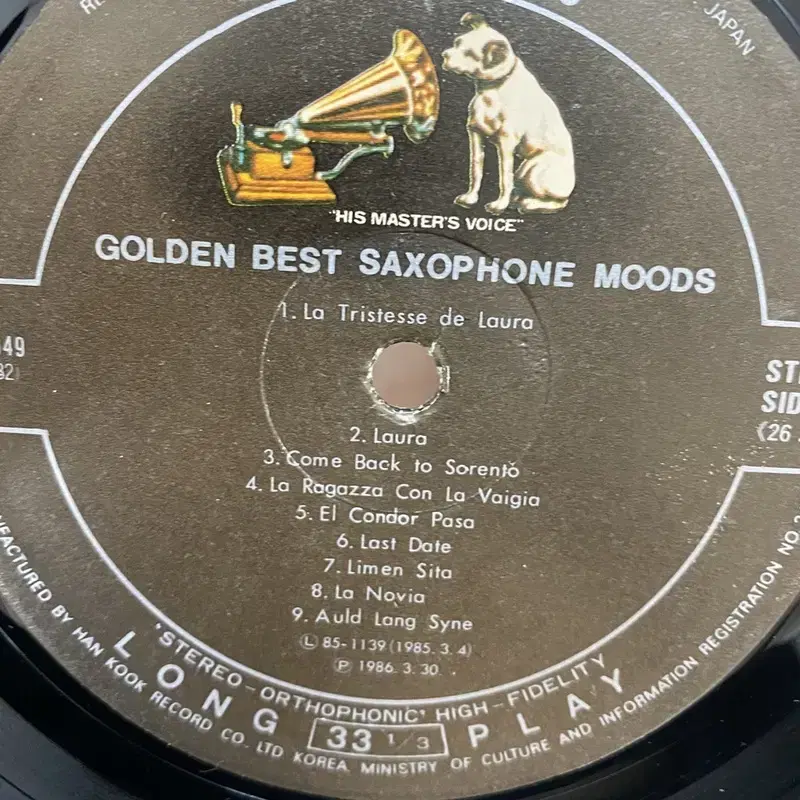 JAPAN
"HIS MASTER'S VOICE"
GOLDEN BEST SAXOPHONE MOODS
1. La Tristesse de Laura
2. Laura
3. Come Back to Sorento
4. La Ragazza Con La Vaigia
5. El Condor Pasa
6. Last Date
7. Limen Sita
8. La Novia
9. Auld Lang Syne
Ⓛ 85-1139 (1985. 3. 4)
Ⓟ 1986. 3. 30.
'STEREO-ORTHOPHONIC' HIGH-FIDELITY
LONG 33 1/3 PLAY
BY HAN KOOK RECORD CO. LTD KOREA MINISTRY OF CULTURE AND INFORMATION REGISTRATION NO.